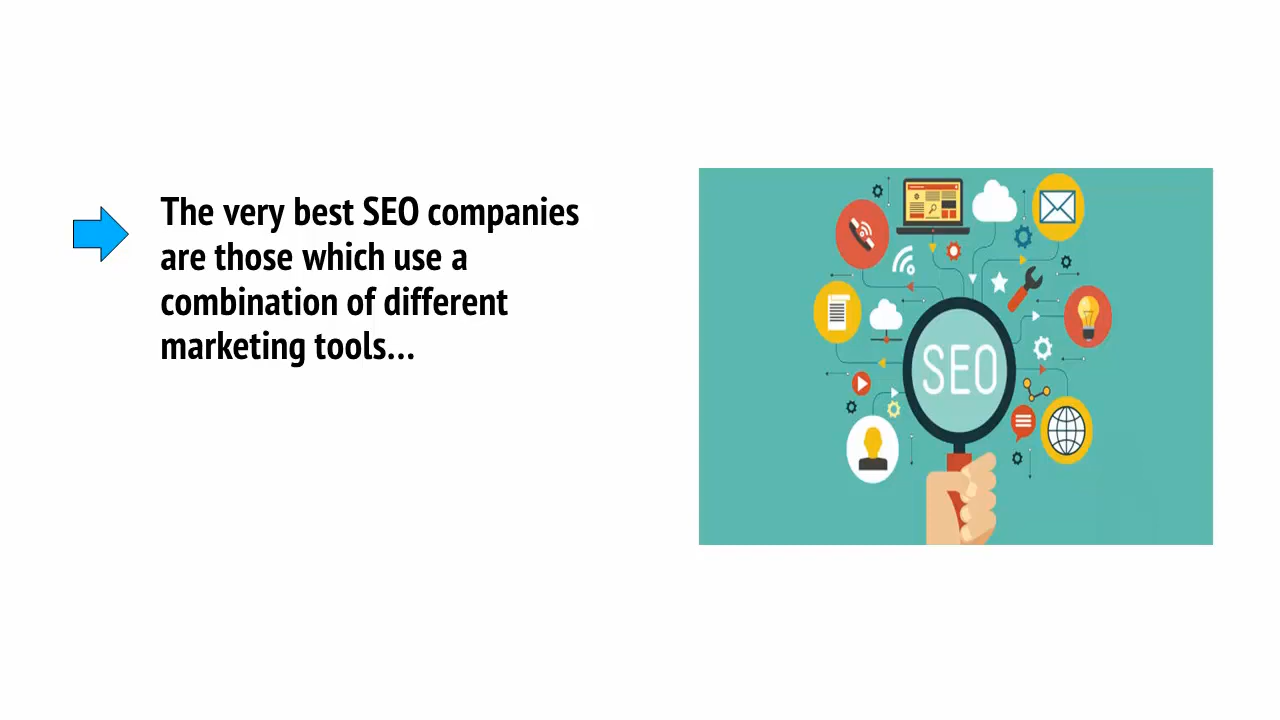 The very best SEO companies
are those which use a
combination of different
marketing tools...
SEO